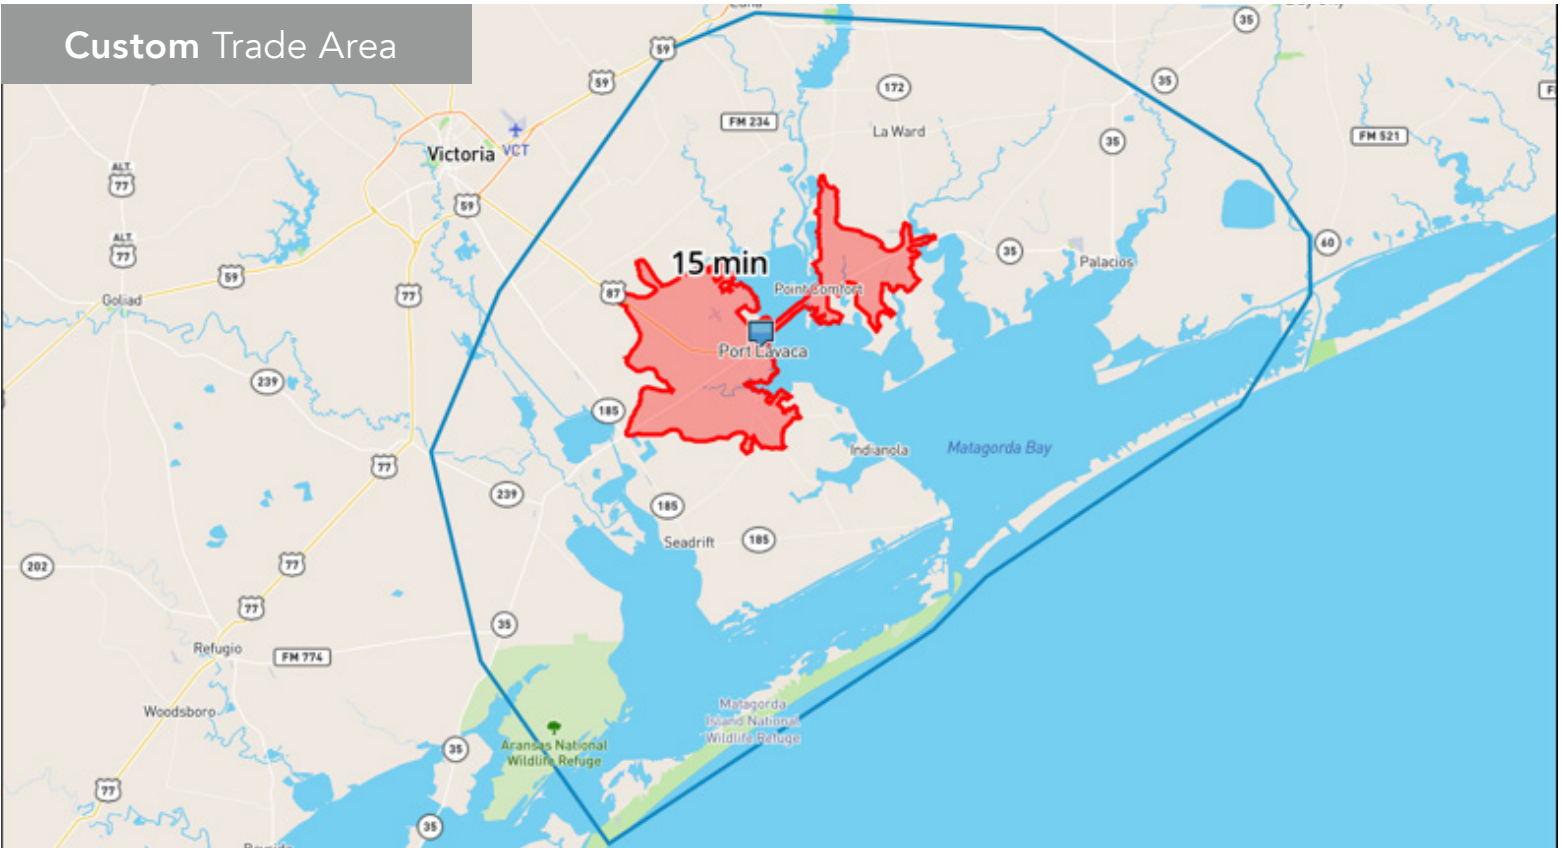 Custom Trade Area
35
59
59
172
35
FM 234
FM 521
La Ward
35
Victoria
VCT
ALT.
77
59
ALT.
77
60
35
Palacios
15 min
59
Goliad
77
87
Point Comfort
Port Lavaca
239
185
Indianola
Matagorda Bay
77
239
185
Seadrift
185
202
77
77
35
Refugio
FM 774
Woodsboro
Matagorda
Island National
Wildlife Refuge
35
Aransas National
Wildlife Refuge
77
35